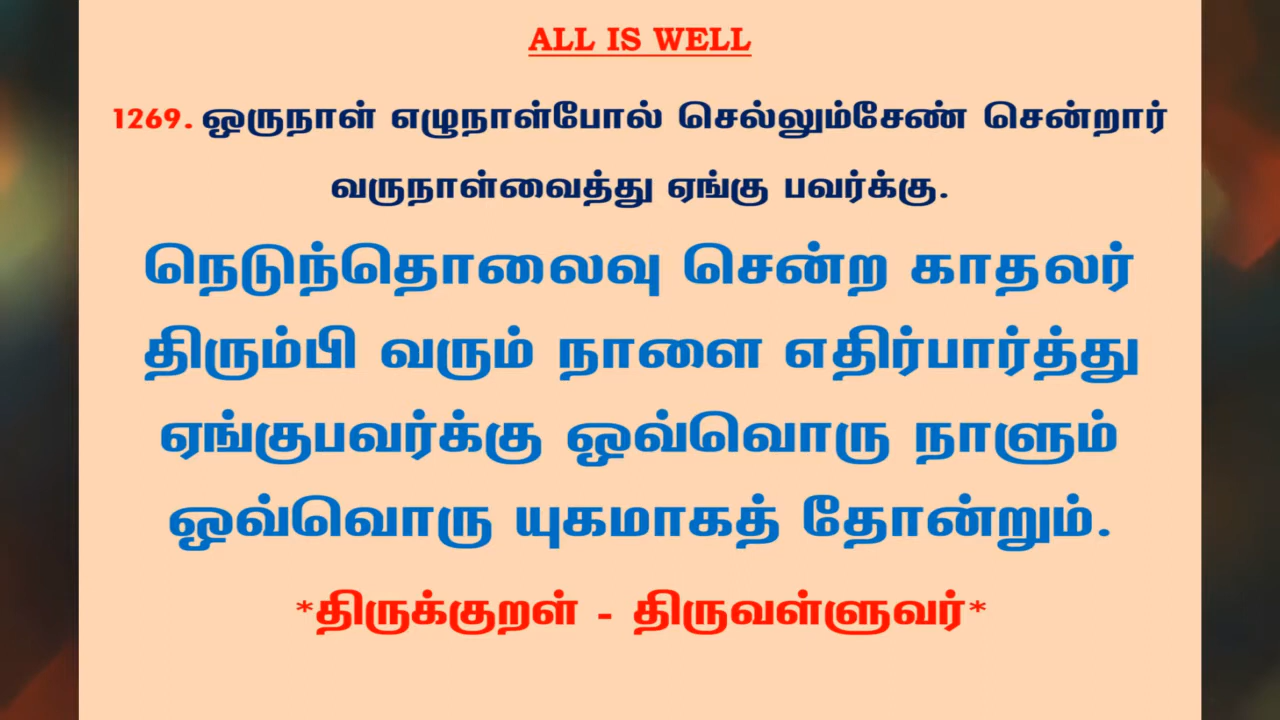 ALL IS WELL
1269. ஒருநாள் எழுநாள்போல் செல்லும்சேண் சென்றார்
வருநாள்வைத்து ஏங்கு பவர்க்கு.
நெடுந்தொலைவு சென்ற காதலர்
திரும்பி வரும் நாளை எதிர்பார்த்து
ஏங்குபவர்க்கு ஒவ்வொரு நாளும்
ஒவ்வொரு யுகமாகத் தோன்றும்.
*திருக்குறள் - திருவள்ளுவர்*